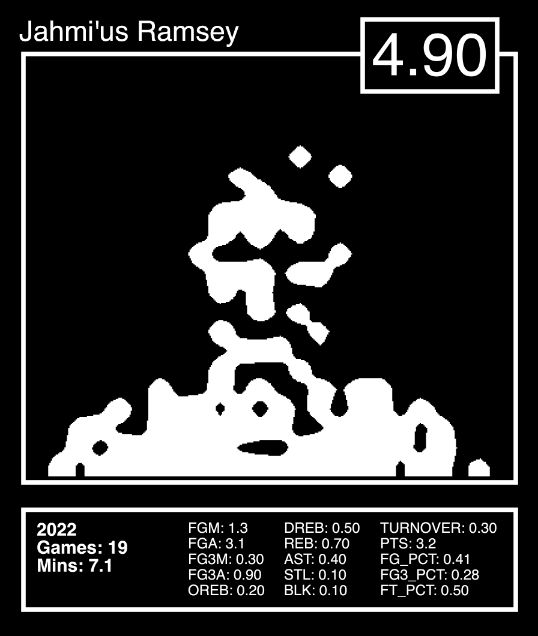 Jahmi'us Ramsey
4.90
2022
Games: 19
Mins: 7.1
FGM: 1.3
FGA: 3.1
FG3M: 0.30
FG3A: 0.90
OREB: 0.20
DREB: 0.50
REB: 0.70
AST: 0.40
STL: 0.10
BLK: 0.10
TURNOVER: 0.30
PTS: 3.2
FG_PCT: 0.41
FG3_PCT: 0.28
FT_PCT: 0.50